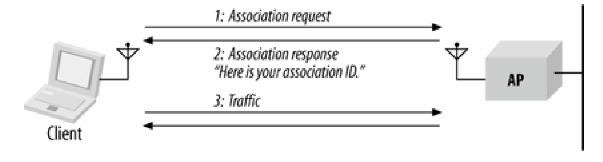 1: Association request
2: Association response
"Here is your association ID."
AP
3: Traffic
Client